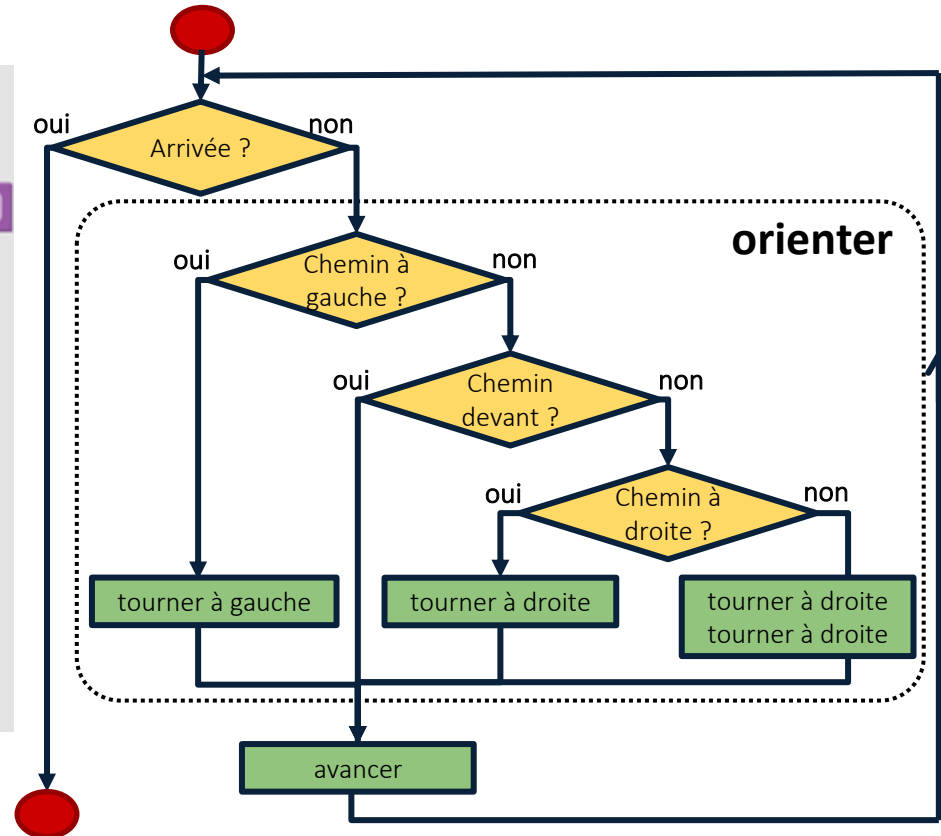 oui
non
Arrivée ?
orienter
oui
non
Chemin à
gauche ?
oui
non
Chemin
devant ?
oui
non
Chemin à
droite ?
tourner à gauche
tourner à droite
tourner à droite
tourner à droite
avancer